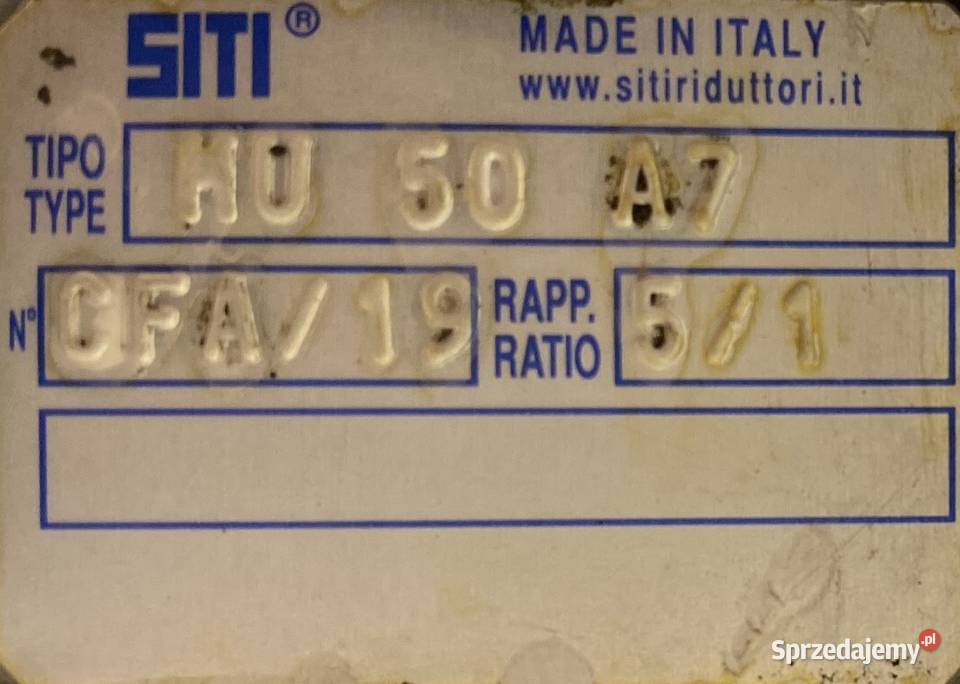 SITI®
MADE IN ITALY
www.sitiriduttori.it
TIPO
TYPE
MU 50 A7
N° CFA/19
RAPP.
RATIO
5/1
Sprzedajemy.pl